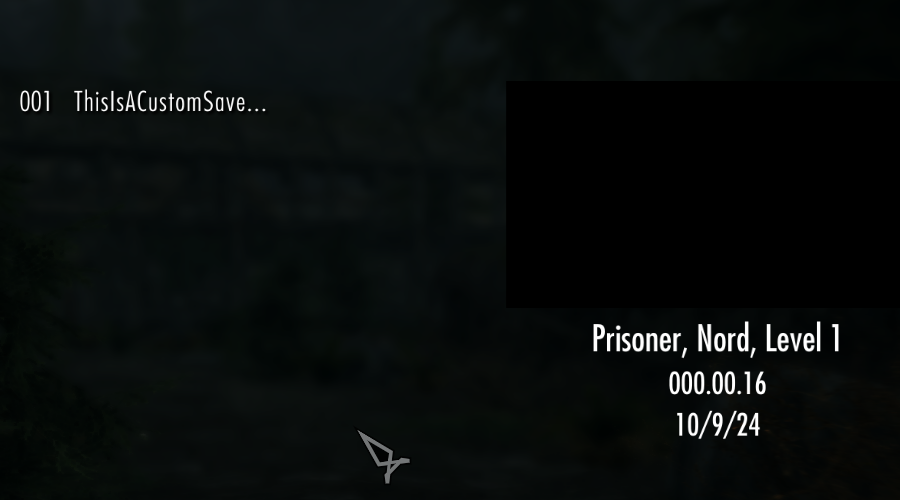 001 ThisIsACustomSave...
Prisoner, Nord, Level 1
000.00.16
10/9/24